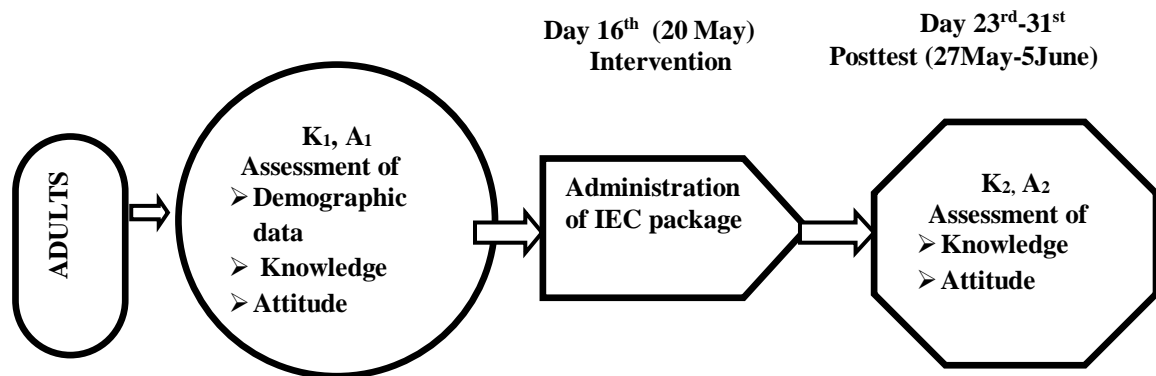 Day 16th (20 May)
Intervention
Day 23rd-31st
Posttest (27May-5June)
ADULTS
K1, A1
Assessment of
➢ Demographic
data
➢ Knowledge
➢ Attitude
Administration
of IEC package
K2, A2
Assessment of
➢ Knowledge
➢ Attitude